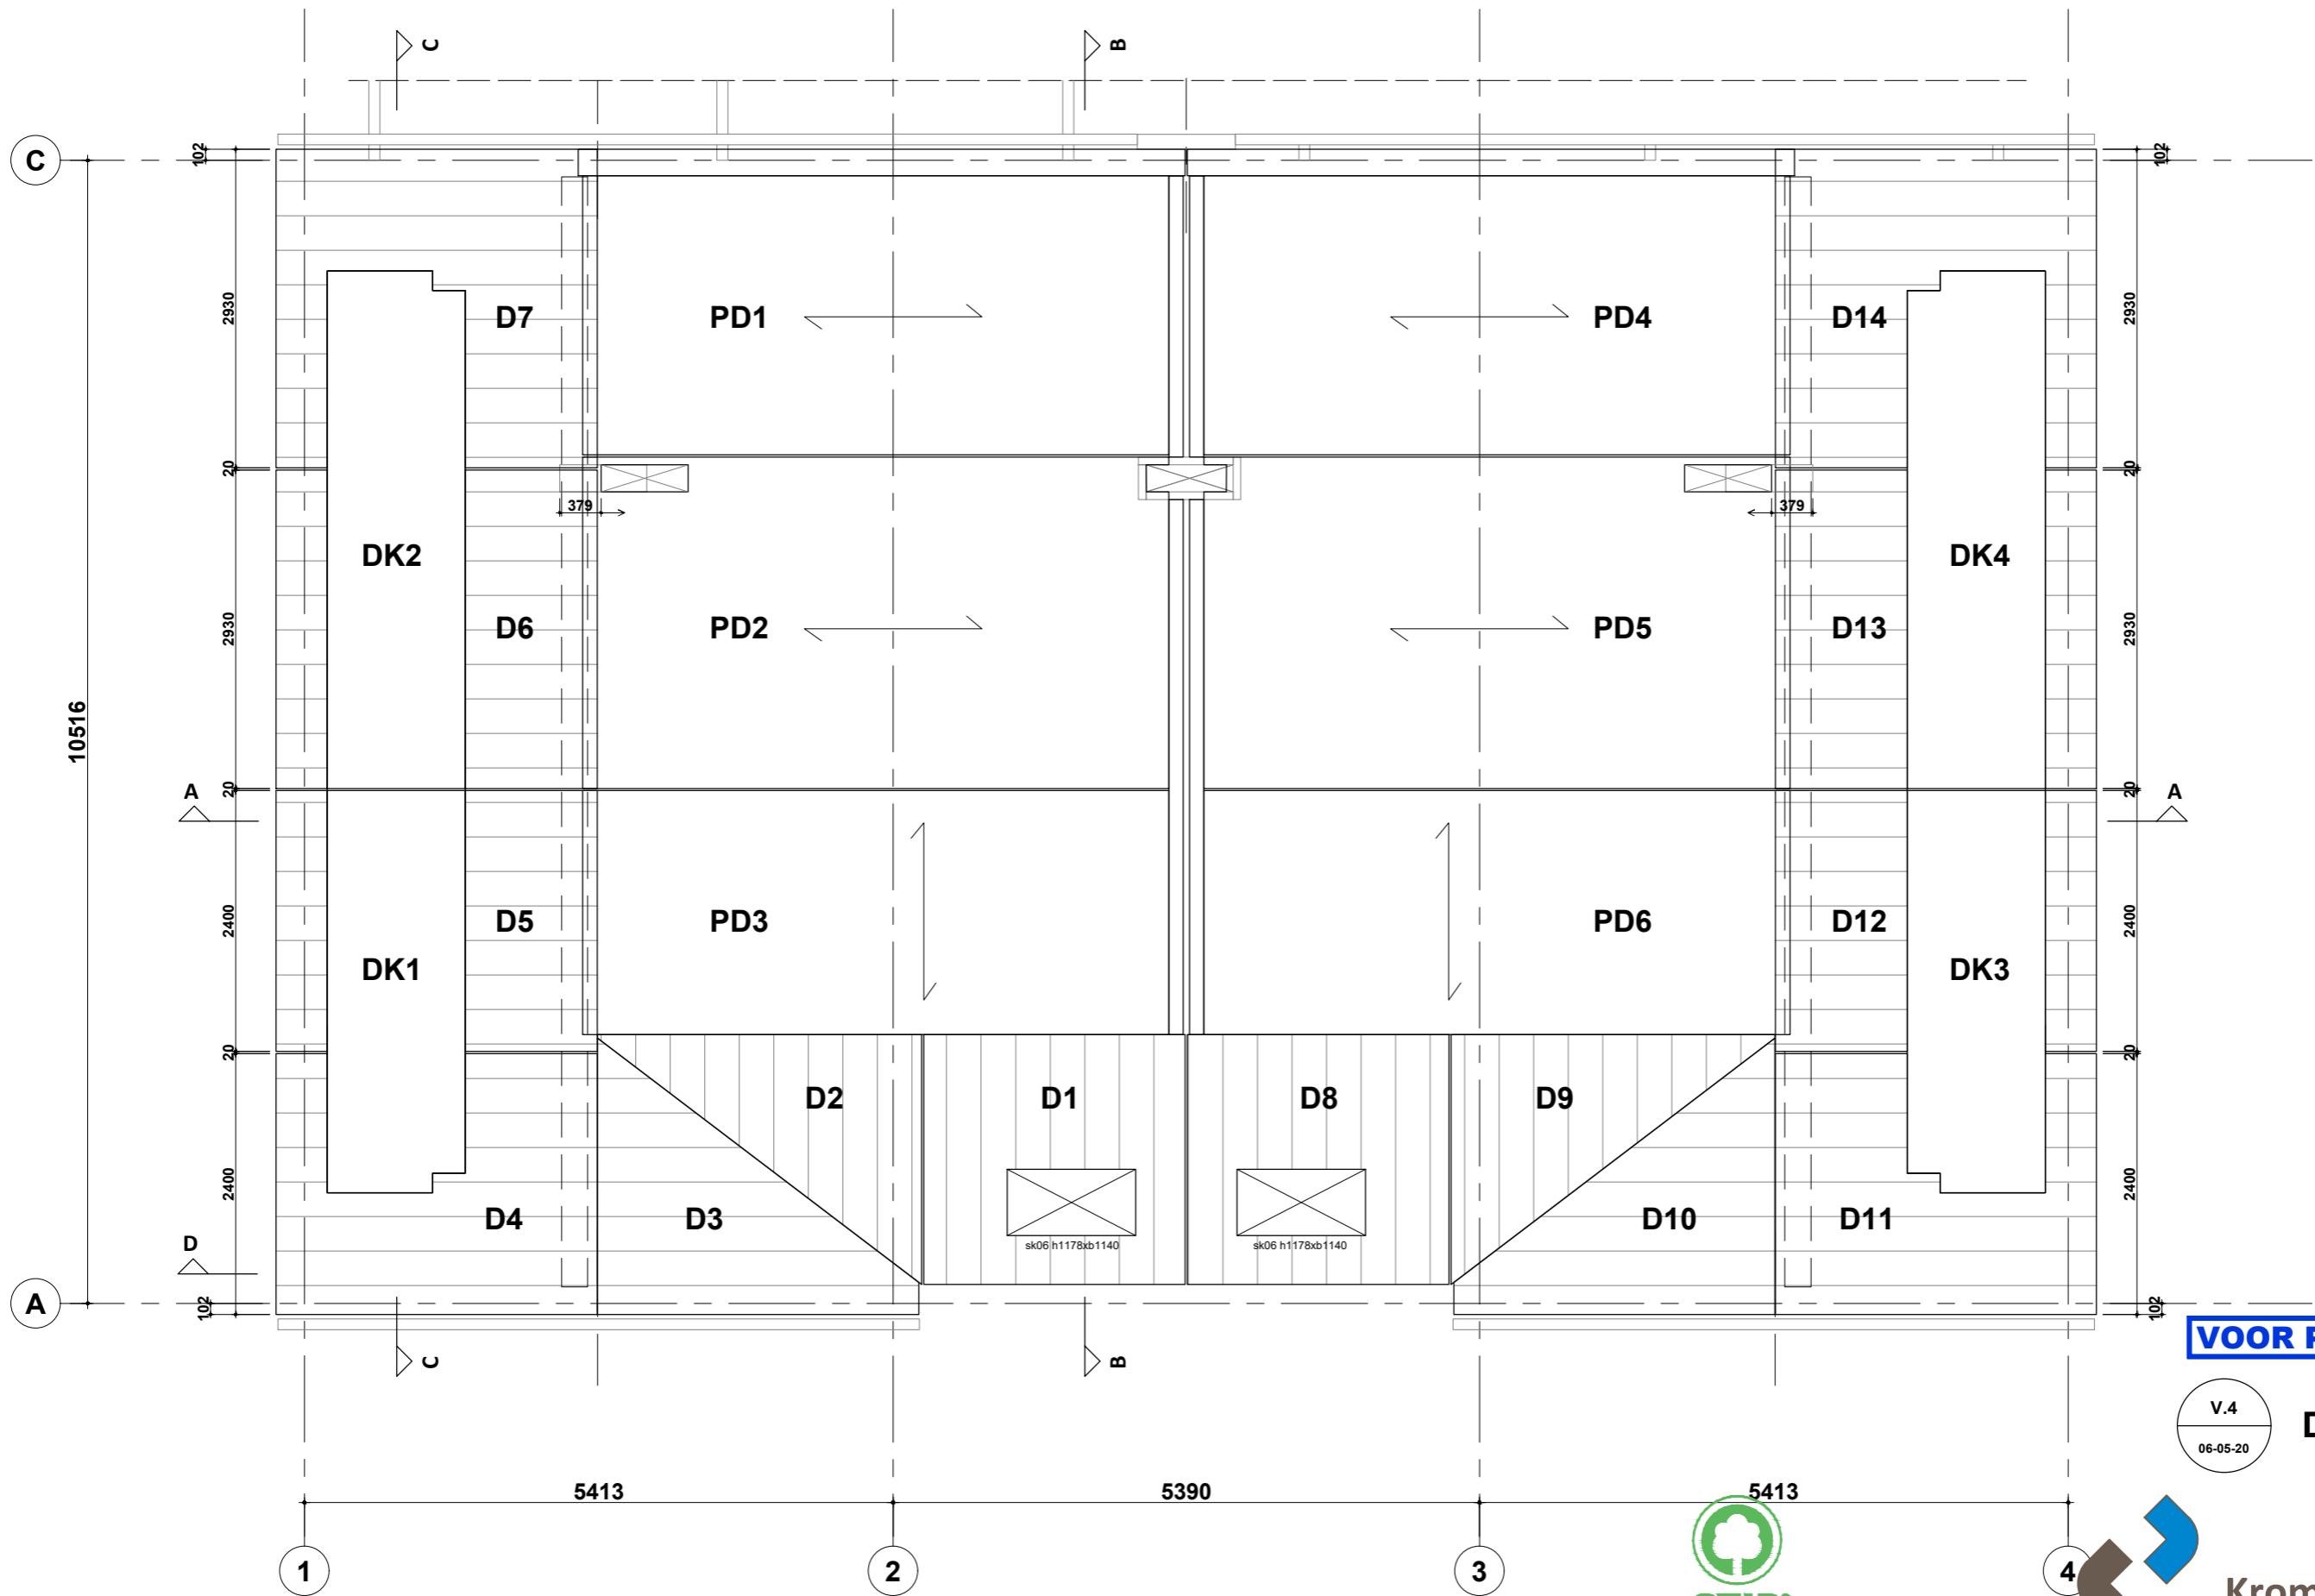 C B
C
102 102
2930 D7 PD1 PD4 D14 2930
20 20
379 379
DK2 DK4
2930 D6 PD2 PD5 D13 2930
10516
20 20
A A
2400 D5 PD3 PD6 D12 2400
DK1 DK3
20 20
D2 D1 D8 D9
2400 D4 D3 D10 D11 2400
D
sk06 h1178xb1140 sk06 h1178xb1140
A
102 102
VOOR
C B
V.4
06-05-20
5413 5390 5413
1 2 3 4